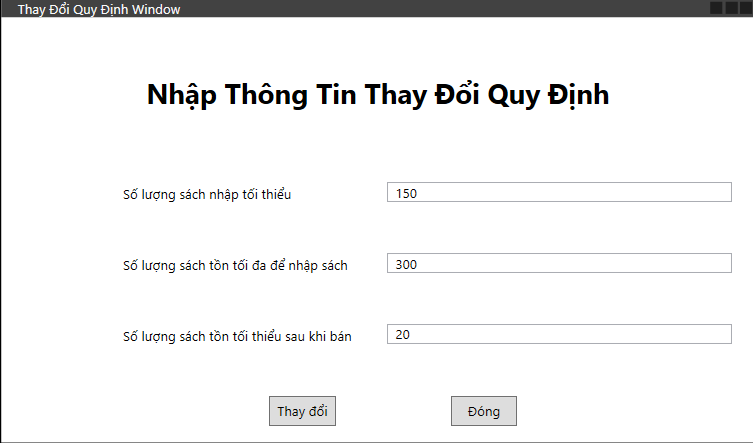 Thay Đổi Quy Định Window
Nhập Thông Tin Thay Đổi Quy Định
Số lượng sách nhập tối thiểu
150
Số lượng sách tồn tối đa để nhập sách
300
Số lượng sách tồn tối thiểu sau khi bán
20
Thay đổi
Đóng